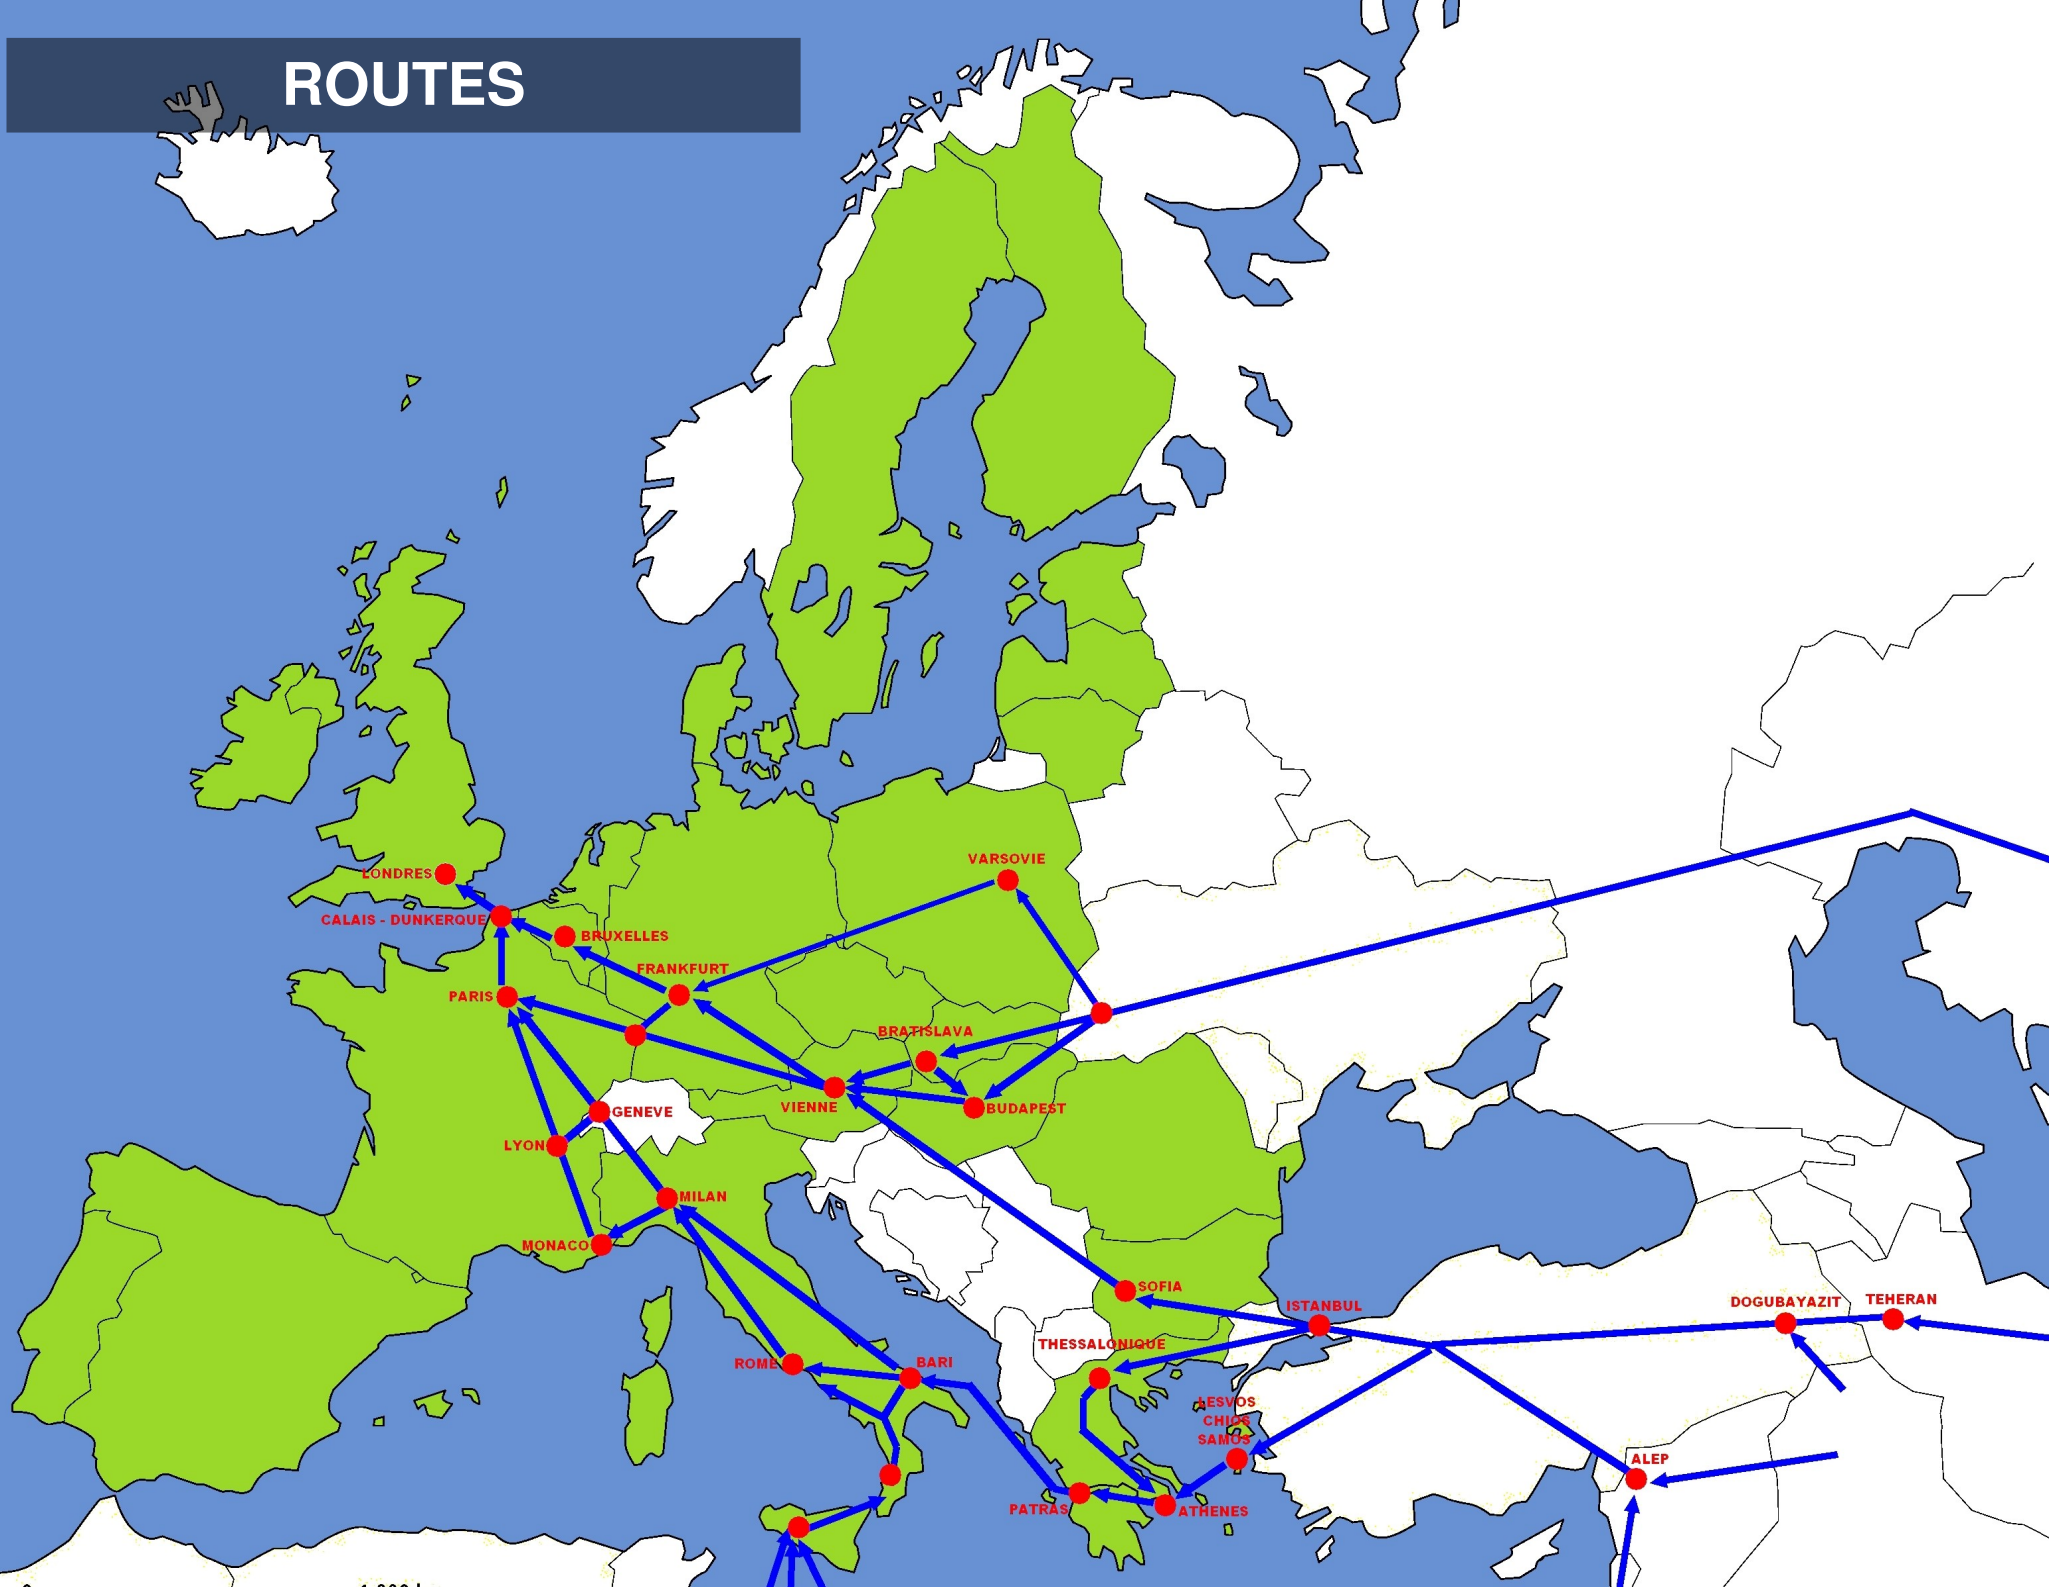 ROUTES
VARSOVIE
LONDRES
CALAIS - DUNKERQUE
BRUXELLES
FRANKFURT
PARIS
BRATISLAVA
VIENNE
BUDAPEST
GENEVE
LYON
MILAN
MONACO
SOFIA
ISTANBUL
DOGUBAYAZIT
TEHERAN
THESSALONIQUE
ROME
BARI
LESVOS
CHIOS
SAMOS
ALEP
PATRAS
ATHENES